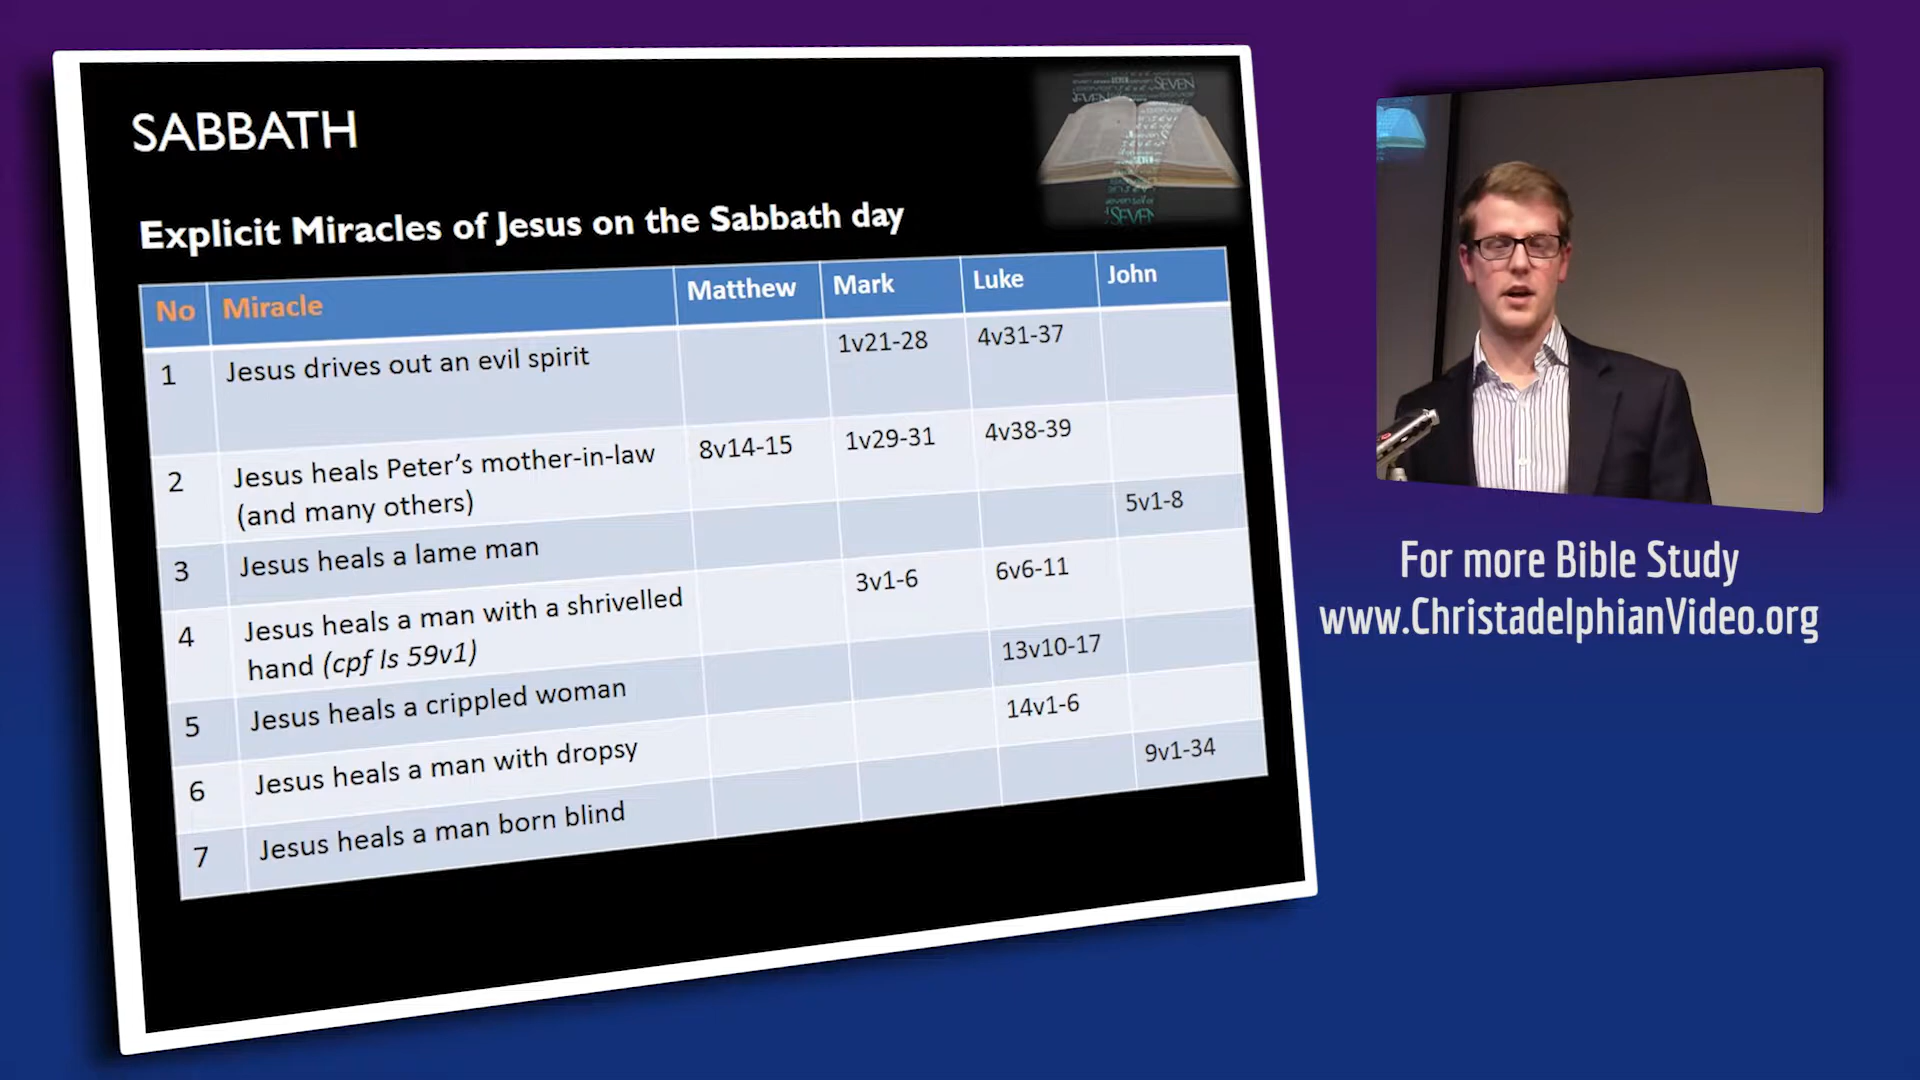 SABBATH
SEVEN
Explicit Miracles of Jesus on the Sabbath day
No Miracle Matthew Mark Luke John
1 Jesus drives out an evil spirit 1v21-28 4v31-37
2 Jesus heals Peter's mother-in-law 8v14-15 1v29-31 4v38-39
(and many others)
3 Jesus heals a lame man 5v1-8
4 Jesus heals a man with a shrivelled 3v1-6 6v6-11
hand (cpf Is 59v1)
5 Jesus heals a crippled woman 13v10-17
6 Jesus heals a man with dropsy 14v1-6
7 Jesus heals a man born blind 9v1-34
For more Bible Study
www.ChristadelphianVideo.org